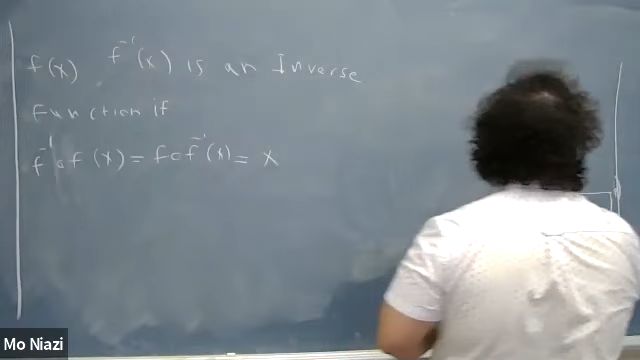 f(x) f⁻¹(x) is an Inverse
Function if
f⁻¹∘f (x) = f∘f⁻¹(x) = x
Mo Niazi